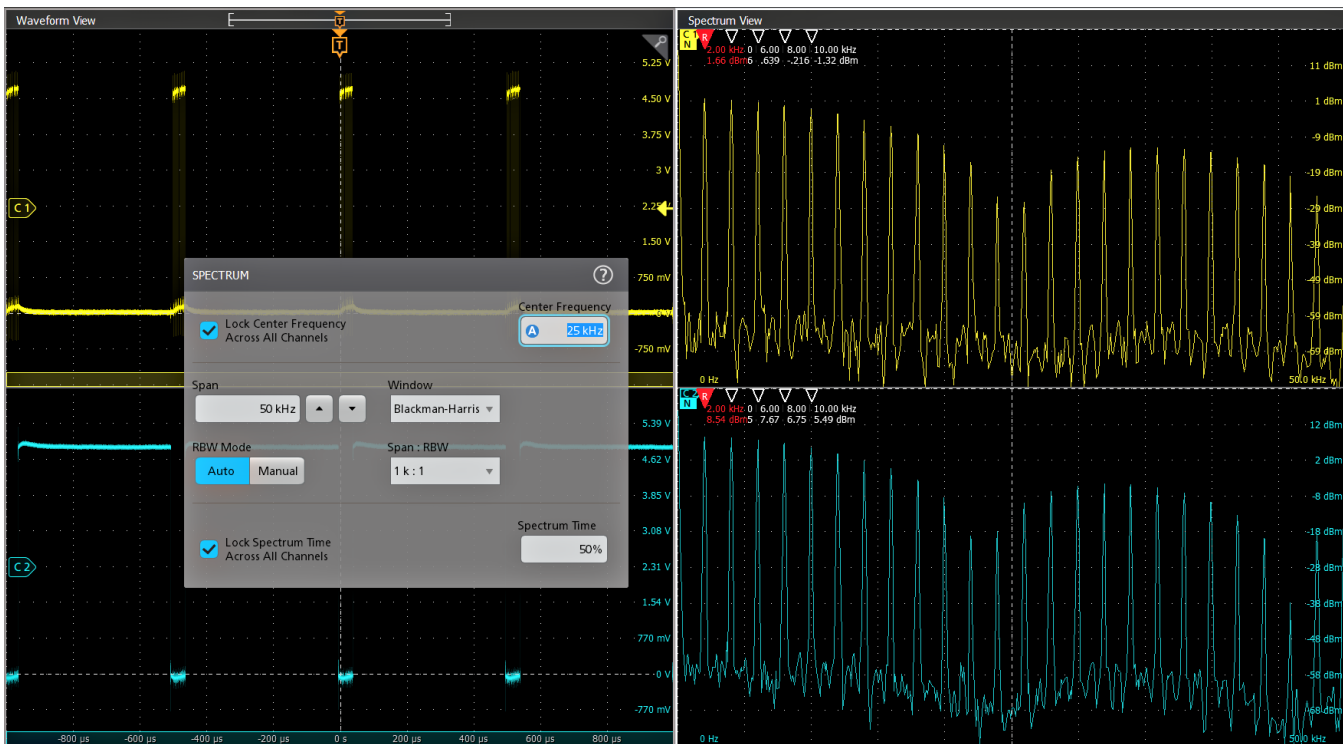 Waveform View
T
T
5.25 V
4.50 V
3.75 V
3 V
2.25
1.50 V
750 mV
-750 mV
C 1
SPECTRUM
?
Lock Center Frequency
Across All Channels
Center Frequency
A 25 kHz
Span
50 kHz
Window
Blackman-Harris
RBW Mode
Auto Manual
Span : RBW
1 k : 1
Lock Spectrum Time
Across All Channels
Spectrum Time
50%
5.39 V
4.62 V
3.85 V
3.08 V
2.31 V
1.54 V
770 mV
0 V
-770 mV
C 2
-800 µs -600 µs -400 µs -200 µs 0 s 200 µs 400 µs 600 µs 800 µs
Spectrum View
C 1
N
R
2.00 kHz 0 6.00 8.00 10.00 kHz
1.66 dBm 6 .639 -.216 -1.32 dBm
11 dBm
1 dBm
-9 dBm
-19 dBm
-29 dBm
-39 dBm
-49 dBm
-59 dBm
-69 dBm
0 Hz 50.0 kHz
C 2
N
R
2.00 kHz 0 6.00 8.00 10.00 kHz
8.54 dBm 5 7.67 6.75 5.49 dBm
12 dBm
2 dBm
-8 dBm
-18 dBm
-28 dBm
-38 dBm
-48 dBm
-58 dBm
-68 dBm
0 Hz 50.0 kHz